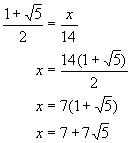 (1+√5)/2 = x/14
x = 14(1+√5)/2
x = 7(1+√5)
x = 7+7√5